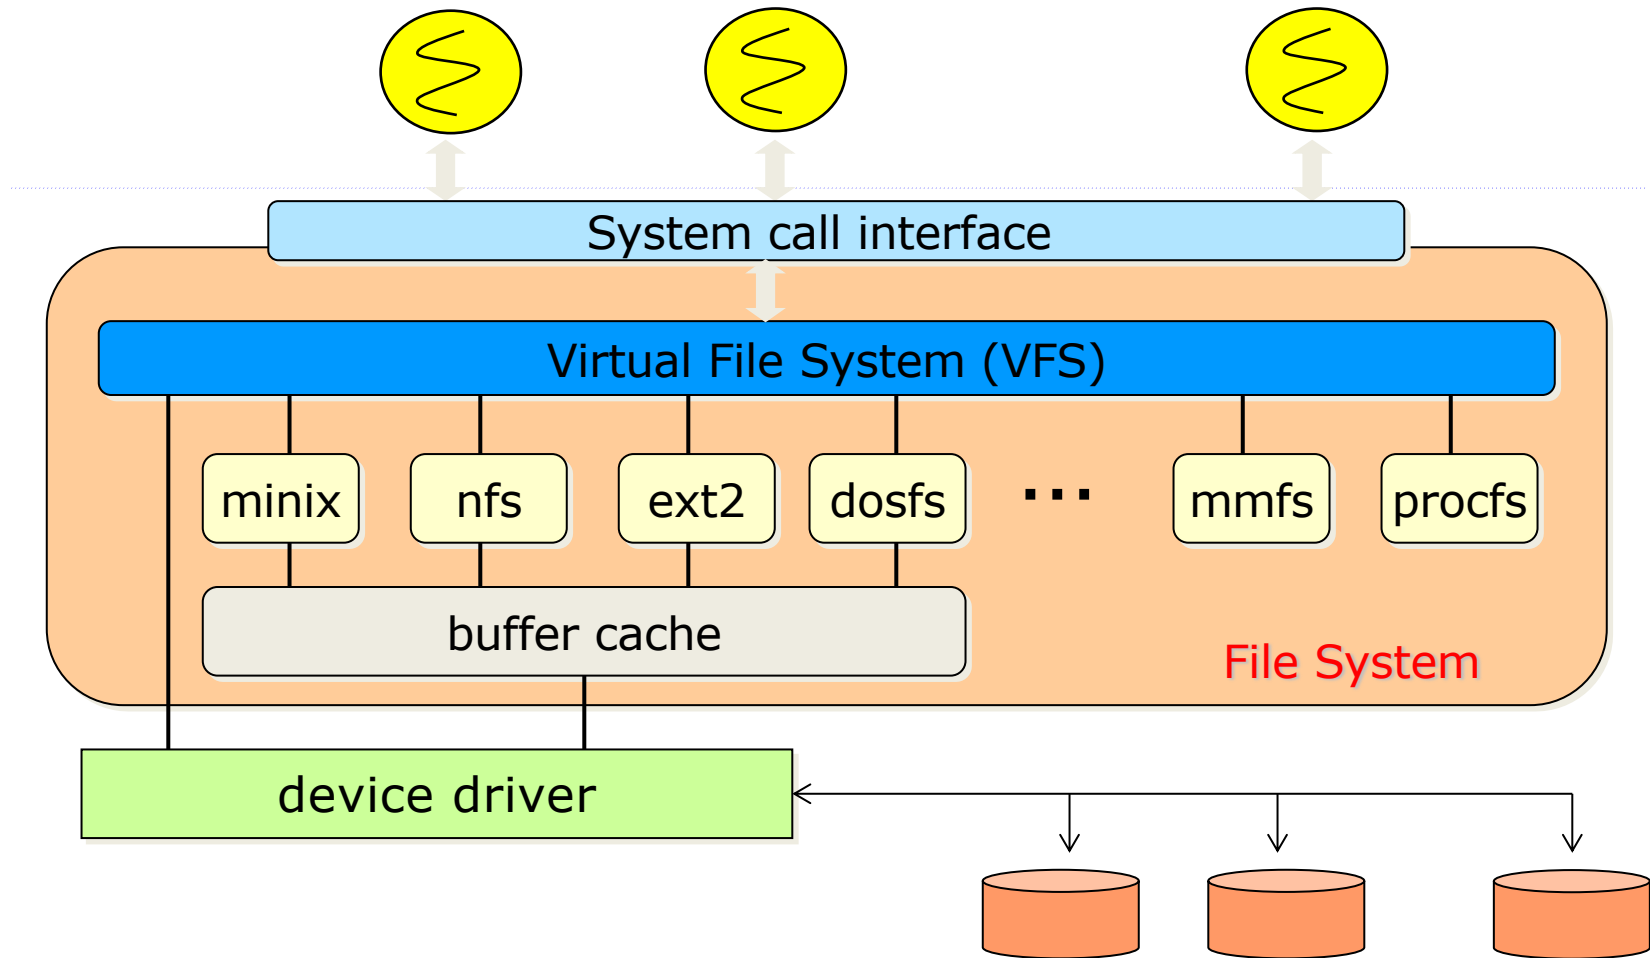 System call interface
Virtual File System (VFS)
minix nfs ext2 dosfs ... mmfs procfs
buffer cache
File System
device driver